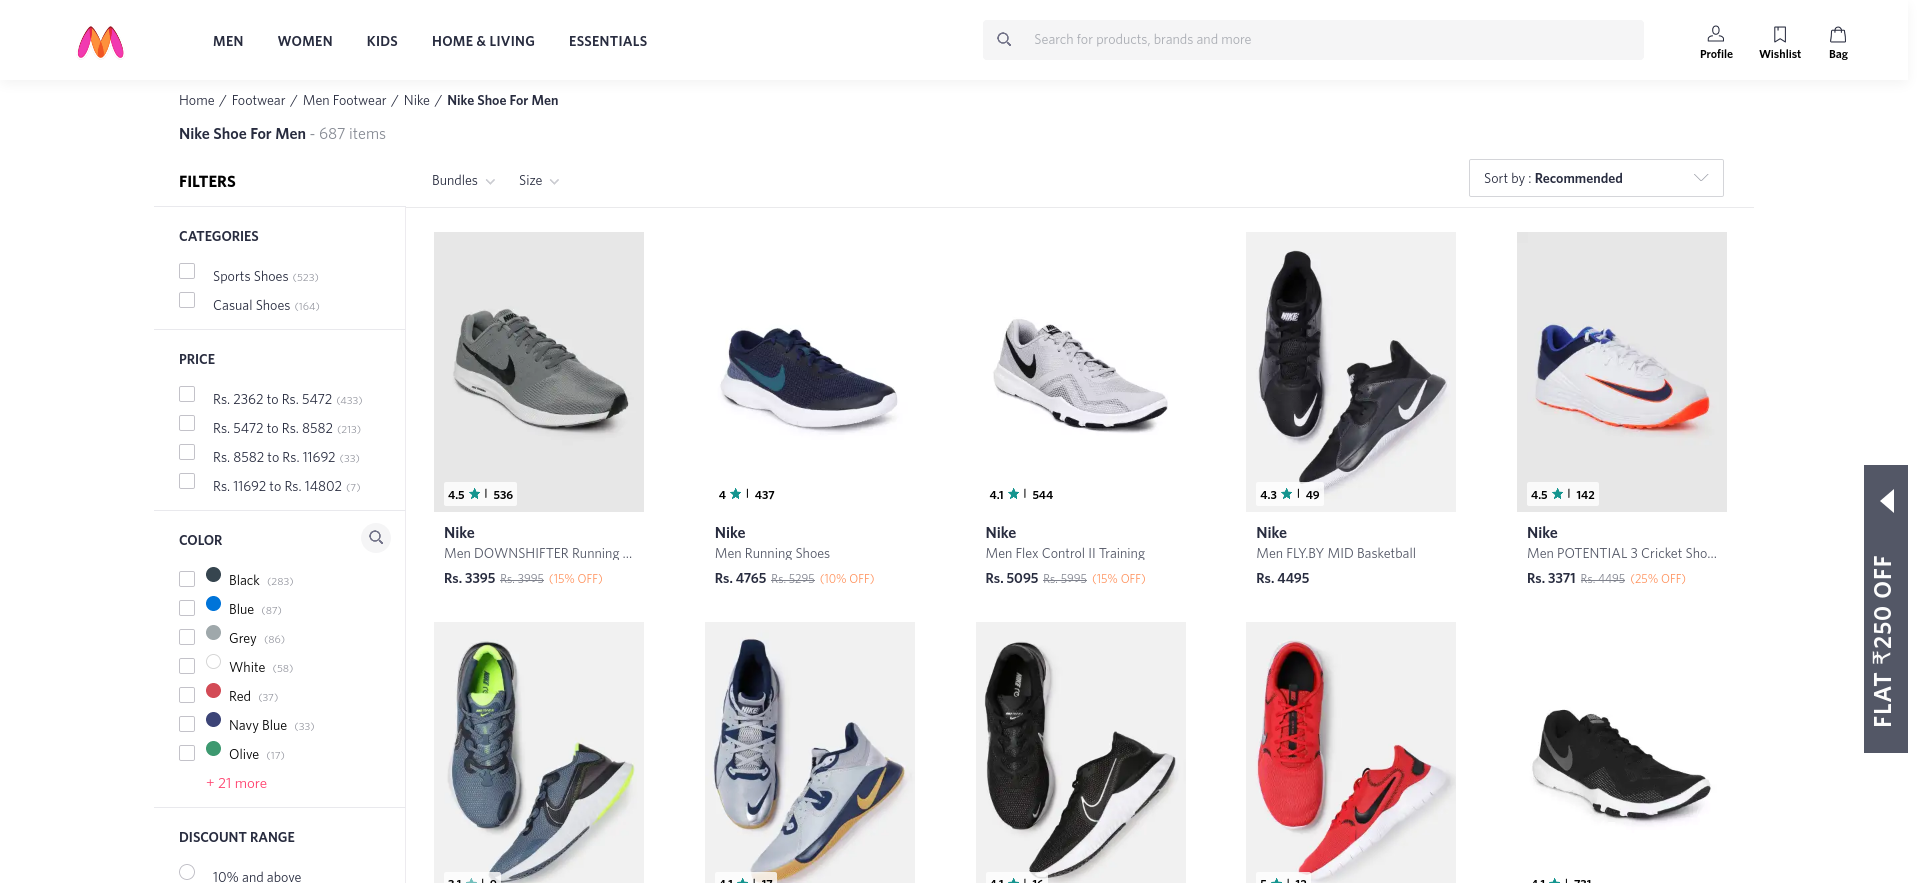 MEN WOMEN KIDS HOME & LIVING ESSENTIALS
Search for products, brands and more
Profile Wishlist Bag
Home / Footwear / Men Footwear / Nike / Nike Shoe For Men
Nike Shoe For Men - 687 items
FILTERS
Bundles Size
Sort by : Recommended
CATEGORIES
Sports Shoes (523)
Casual Shoes (164)
PRICE
Rs. 2362 to Rs. 5472 (433)
Rs. 5472 to Rs. 8582 (213)
Rs. 8582 to Rs. 11692 (33)
Rs. 11692 to Rs. 14802 (7)
COLOR
Black (283)
Blue (87)
Grey (86)
White (58)
Red (37)
Navy Blue (33)
Olive (17)
+ 21 more
DISCOUNT RANGE
10% and above
4.5 | 536
Nike
Men DOWNSHIFTER Running ...
Rs. 3395 Rs. 3995 (15% OFF)
4 | 437
Nike
Men Running Shoes
Rs. 4765 Rs. 5295 (10% OFF)
4.1 | 544
Nike
Men Flex Control II Training
Rs. 5095 Rs. 5995 (15% OFF)
NIKE
4.3 | 49
Nike
Men FLY.BY MID Basketball
Rs. 4495
4.5 | 142
Nike
Men POTENTIAL 3 Cricket Sho...
Rs. 3371 Rs. 4495 (25% OFF)
FLAT ₹250 OFF